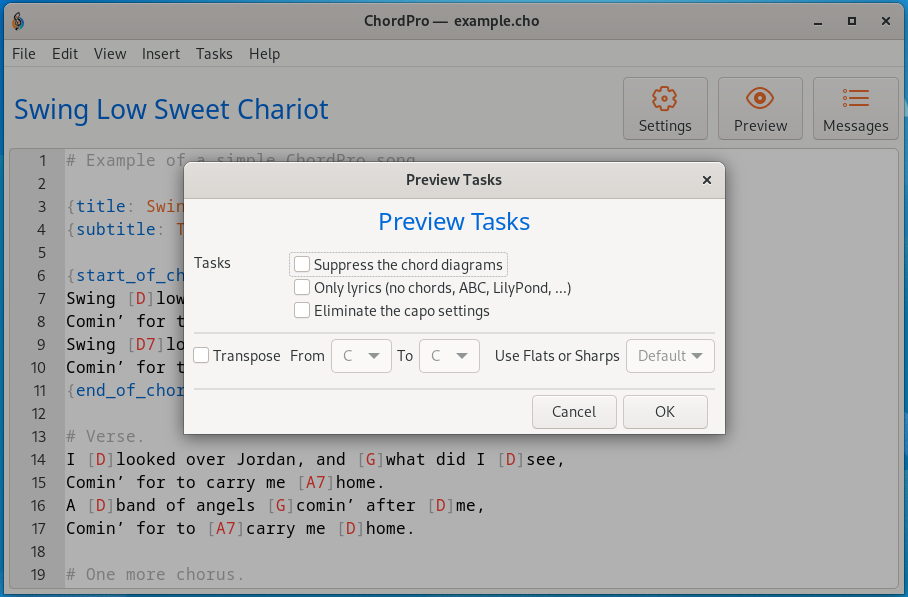 ChordPro — example.cho
File Edit View Insert Tasks Help
Swing Low Sweet Chariot
Settings Preview Messages
1 # Example of a simple ChordPro song.
2
3 {title: Swin
4 {subtitle: T
5
6 {start_of_ch
7 Swing [D]low
8 Comin’ for t
9 Swing [D7]lo
10 Comin’ for t
11 {end_of_chor
12
13 # Verse.
14 I [D]looked over Jordan, and [G]what did I [D]see,
15 Comin’ for to carry me [A7]home.
16 A [D]band of angels [G]comin’ after [D]me,
17 Comin’ for to [A7]carry me [D]home.
18
19 # One more chorus.
Preview Tasks
Preview Tasks
Tasks
Suppress the chord diagrams
Only lyrics (no chords, ABC, LilyPond, ...)
Eliminate the capo settings
Transpose From C To C Use Flats or Sharps Default
Cancel OK